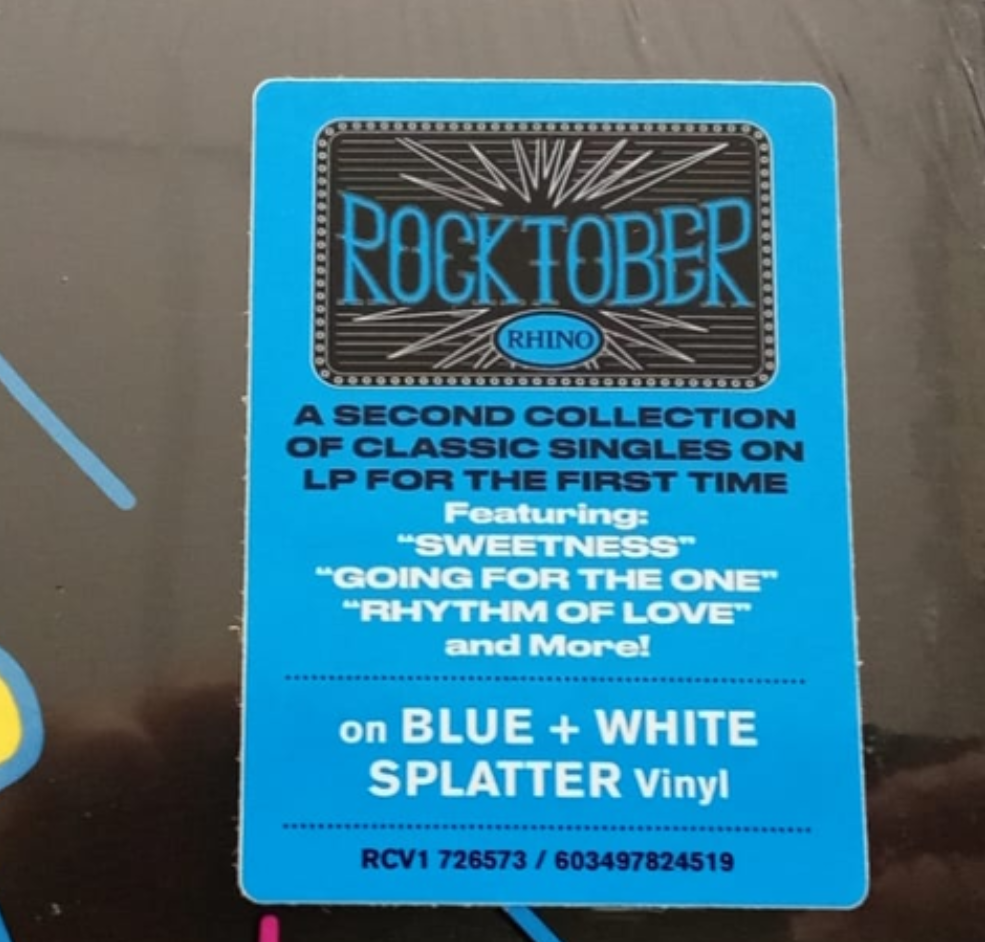 ROCKTOBER
RHINO
A SECOND COLLECTION
OF CLASSIC SINGLES ON
LP FOR THE FIRST TIME
Featuring:
“SWEETNESS”
“GOING FOR THE ONE”
“RHYTHM OF LOVE”
and More!
on BLUE + WHITE
SPLATTER Vinyl
RCV1 726573 / 603497824519